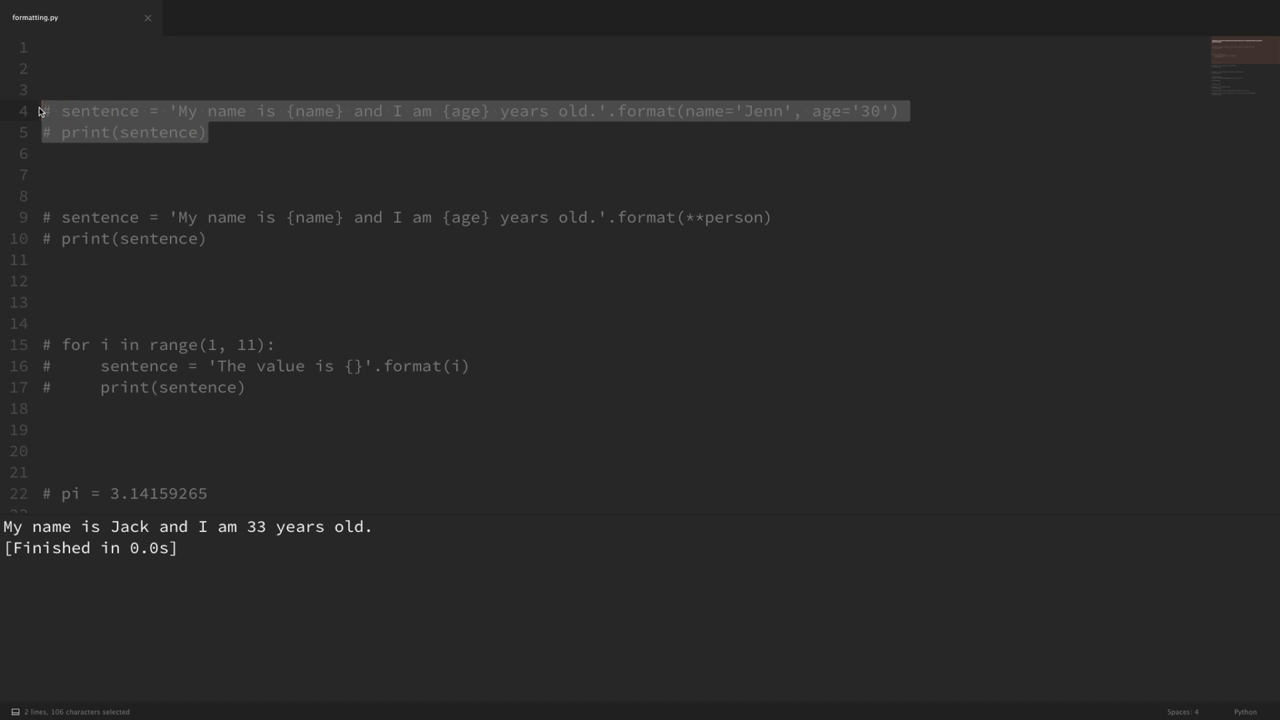 formatting.py
1
2
3
4 # sentence = 'My name is {name} and I am {age} years old.'.format(name='Jenn', age='30')
5 # print(sentence)
6
7
8
9 # sentence = 'My name is {name} and I am {age} years old.'.format(**person)
10 # print(sentence)
11
12
13
14
15 # for i in range(1, 11):
16 #     sentence = 'The value is {}'.format(i)
17 #     print(sentence)
18
19
20
21
22 # pi = 3.14159265
My name is Jack and I am 33 years old.
[Finished in 0.0s]
2 lines, 106 characters selected
Spaces: 4
Python